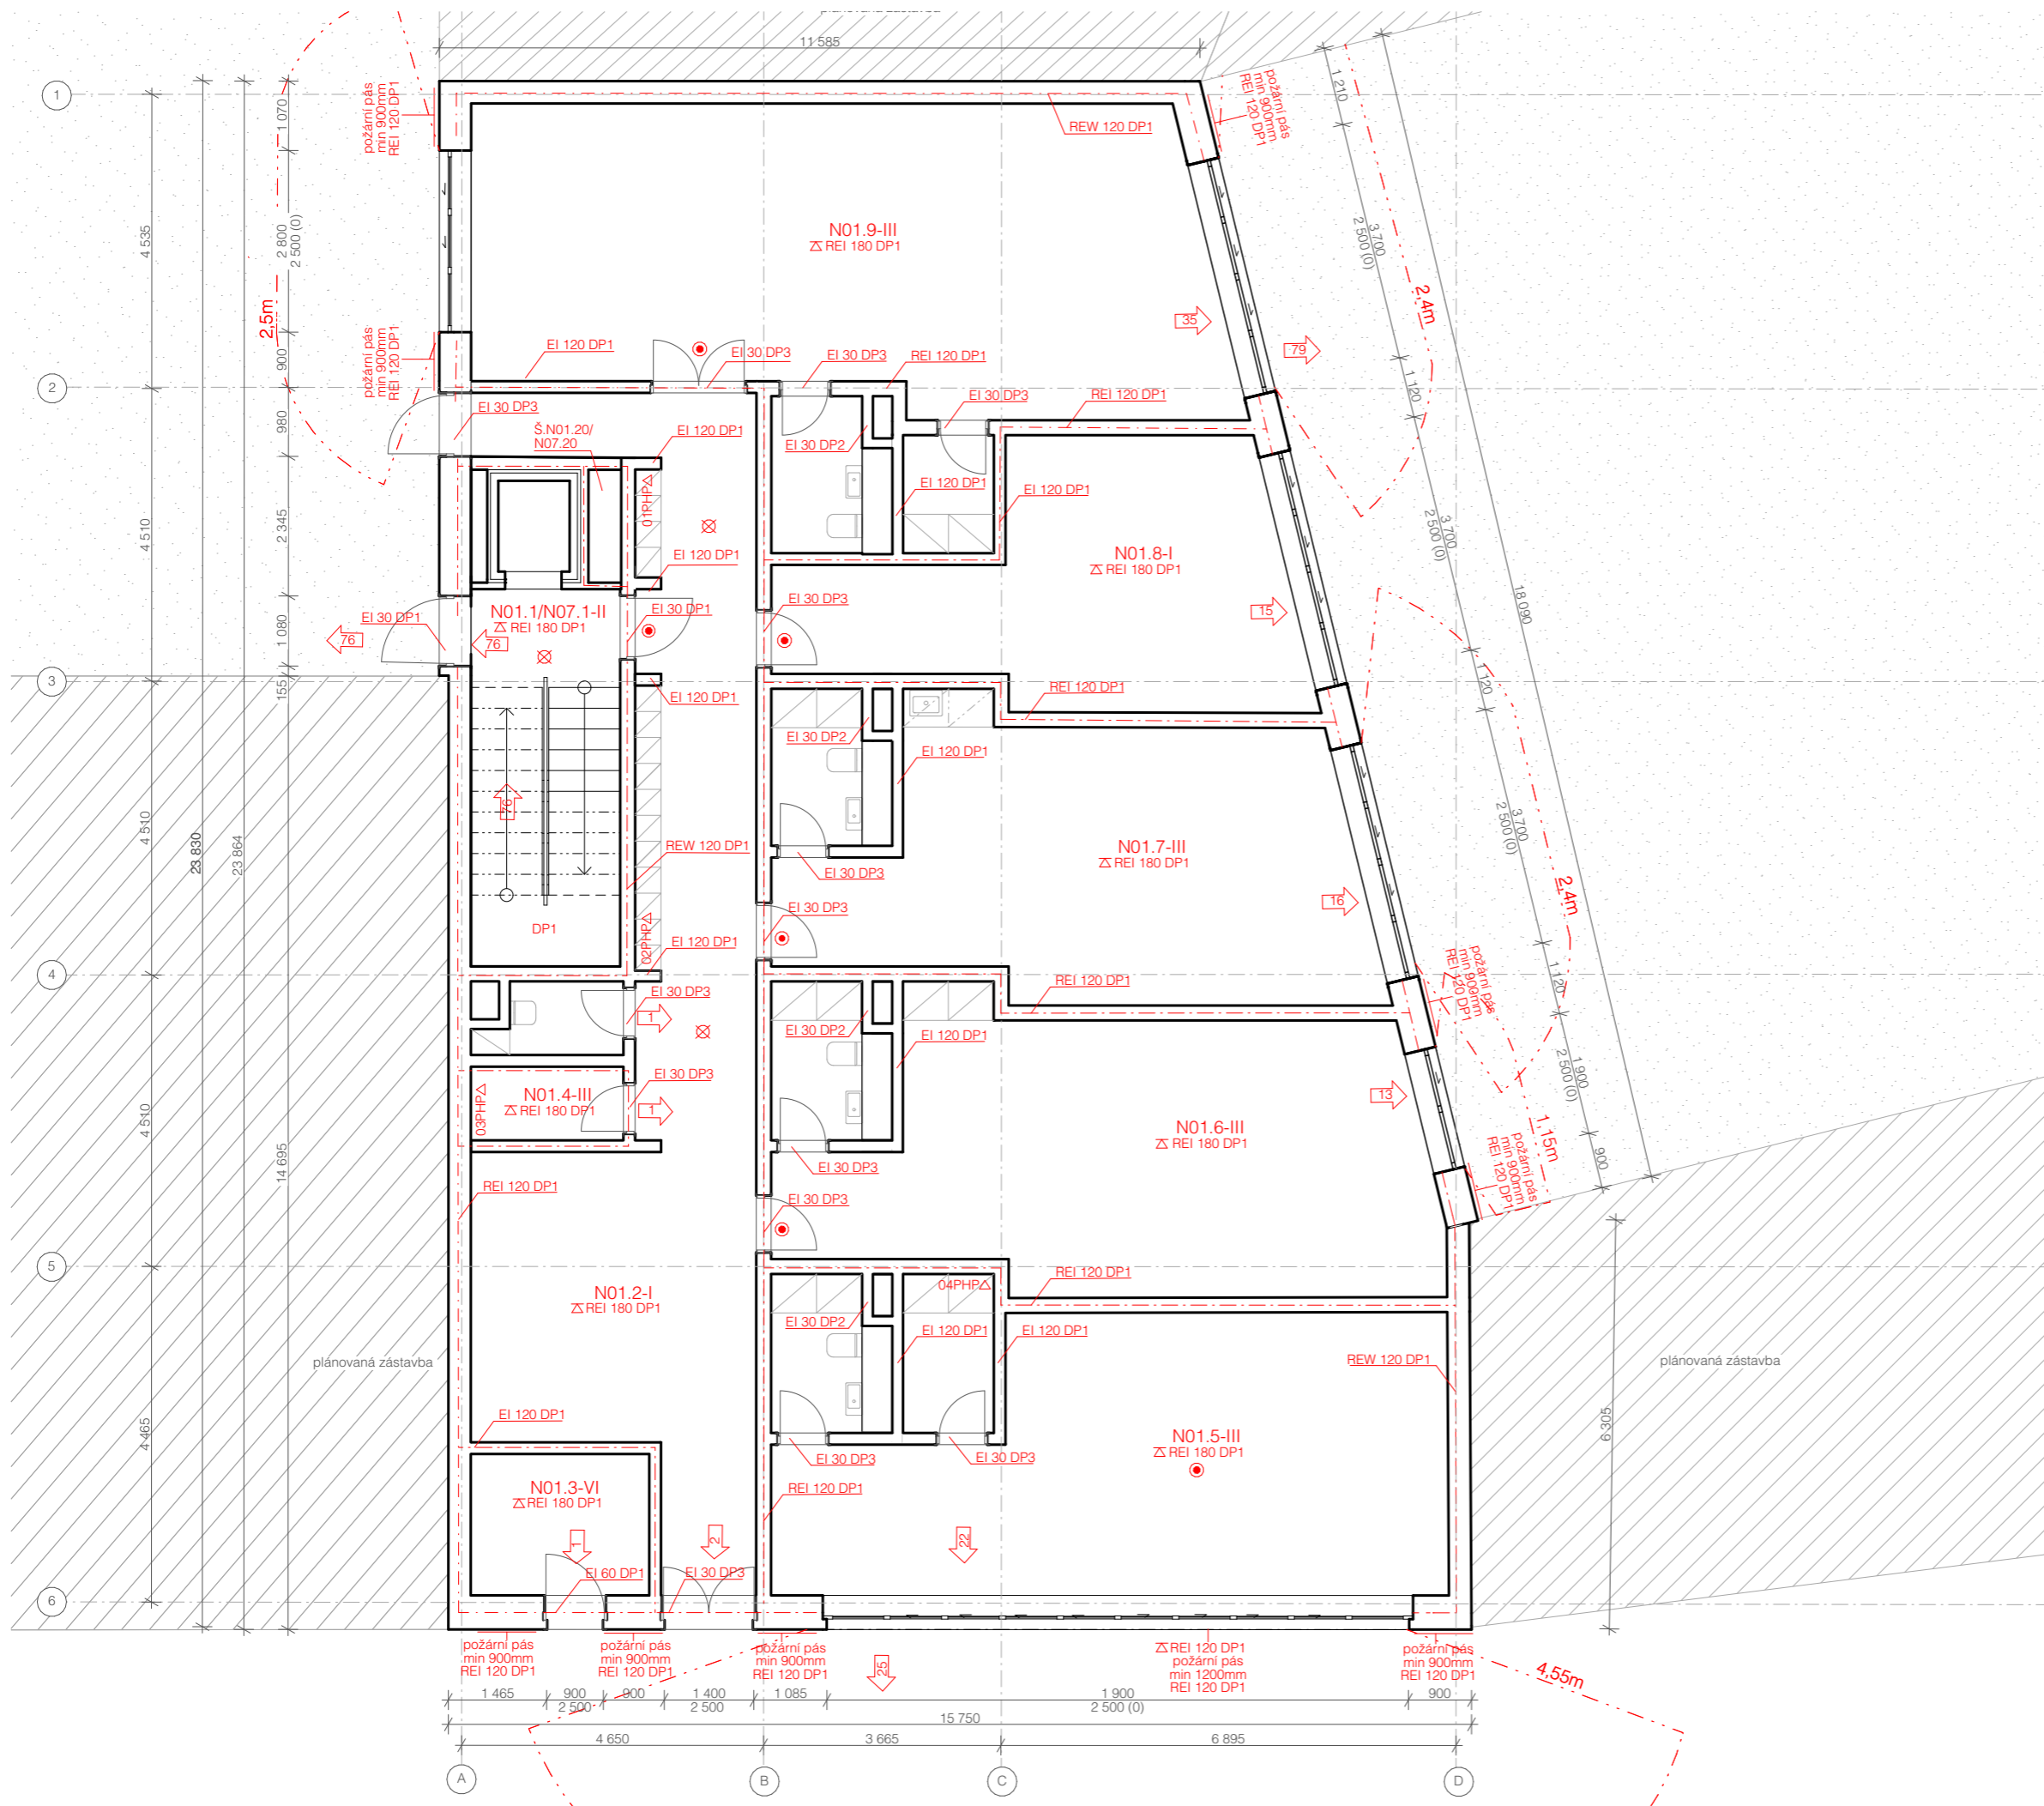 plánovaná zástavba
11 585
1
požární pás
min 900mm
REI 120 DP1
požární pás
min 900mm
REI 120 DP1
1 210
1 070
REW 120 DP1
4 535
2 800
2 500 (0)
N01.9-III
REI 180 DP1
3 700
2 500 (0)
2,5m
2,4m
35
79
požární pás
min 900mm
REI 120 DP1
900
EI 120 DP1
EI 30 DP3
EI 30 DP3
REI 120 DP1
1 120
2
EI 30 DP3
REI 120 DP1
980
EI 30 DP3
Š.N01.20/
N07.20
EI 120 DP1
EI 30 DP2
01PHP
EI 120 DP1
EI 120 DP1
4 510
2 345
3 700
2 500 (0)
EI 120 DP1
N01.8-I
REI 180 DP1
18 090
N01.1/N07.1-II
REI 180 DP1
EI 30 DP1
EI 30 DP1
EI 30 DP3
15
1 080
76
76
3
155
EI 120 DP1
REI 120 DP1
1 120
EI 30 DP2
EI 120 DP1
76
4 510
23 830
23 864
REW 120 DP1
N01.7-III
REI 180 DP1
3 700
2 500 (0)
EI 30 DP3
2,4m
16
EI 30 DP3
DP1
02PHP
EI 120 DP1
požární pás
min 900mm
REI 120 DP1
4
EI 30 DP3
REI 120 DP1
1 120
1
EI 30 DP2
EI 120 DP1
EI 30 DP3
1 900
2 500 (0)
N01.4-III
REI 180 DP1
03PHP
1
13
4 510
14 695
N01.6-III
REI 180 DP1
1,15m
900
požární pás
min 900mm
REI 120 DP1
EI 30 DP3
REI 120 DP1
EI 30 DP3
5
REI 120 DP1
04PHP
N01.2-I
REI 180 DP1
EI 30 DP2
EI 120 DP1
EI 120 DP1
plánovaná zástavba
REW 120 DP1
plánovaná zástavba
4 465
EI 120 DP1
6 305
N01.5-III
REI 180 DP1
EI 30 DP3
EI 30 DP3
N01.3-VI
REI 180 DP1
REI 120 DP1
1
2
22
EI 60 DP1
EI 30 DP3
6
požární pás
min 900mm
REI 120 DP1
požární pás
min 900mm
REI 120 DP1
požární pás
min 900mm
REI 120 DP1
25
REI 120 DP1
požární pás
min 1200mm
REI 120 DP1
požární pás
min 900mm
REI 120 DP1
4,55m
1 465
900
2 500
900
1 400
2 500
1 085
1 900
2 500 (0)
900
15 750
4 650
3 665
6 895
A
B
C
D